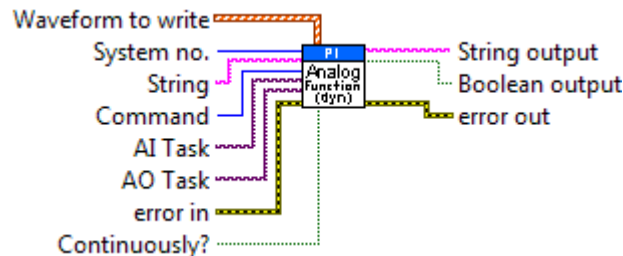 Waveform to write
System no.
String
Command
AI Task
AO Task
error in
Continuously?
PI
Analog
Function
(dyn)
String output
Boolean output
error out